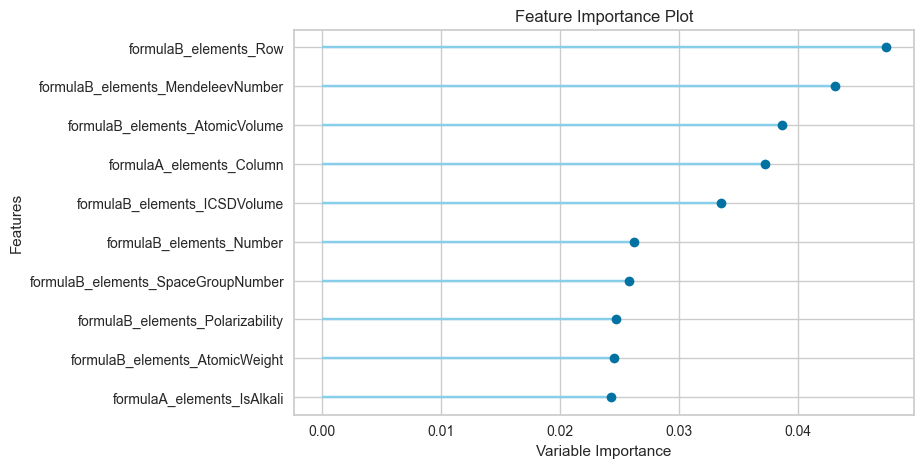 Feature Importance Plot
formulaB_elements_Row
formulaB_elements_MendeleevNumber
formulaB_elements_AtomicVolume
formulaA_elements_Column
formulaB_elements_ICSDVolume
formulaB_elements_Number
formulaB_elements_SpaceGroupNumber
formulaB_elements_Polarizability
formulaB_elements_AtomicWeight
formulaA_elements_IsAlkali
Features
0.00 0.01 0.02 0.03 0.04
Variable Importance